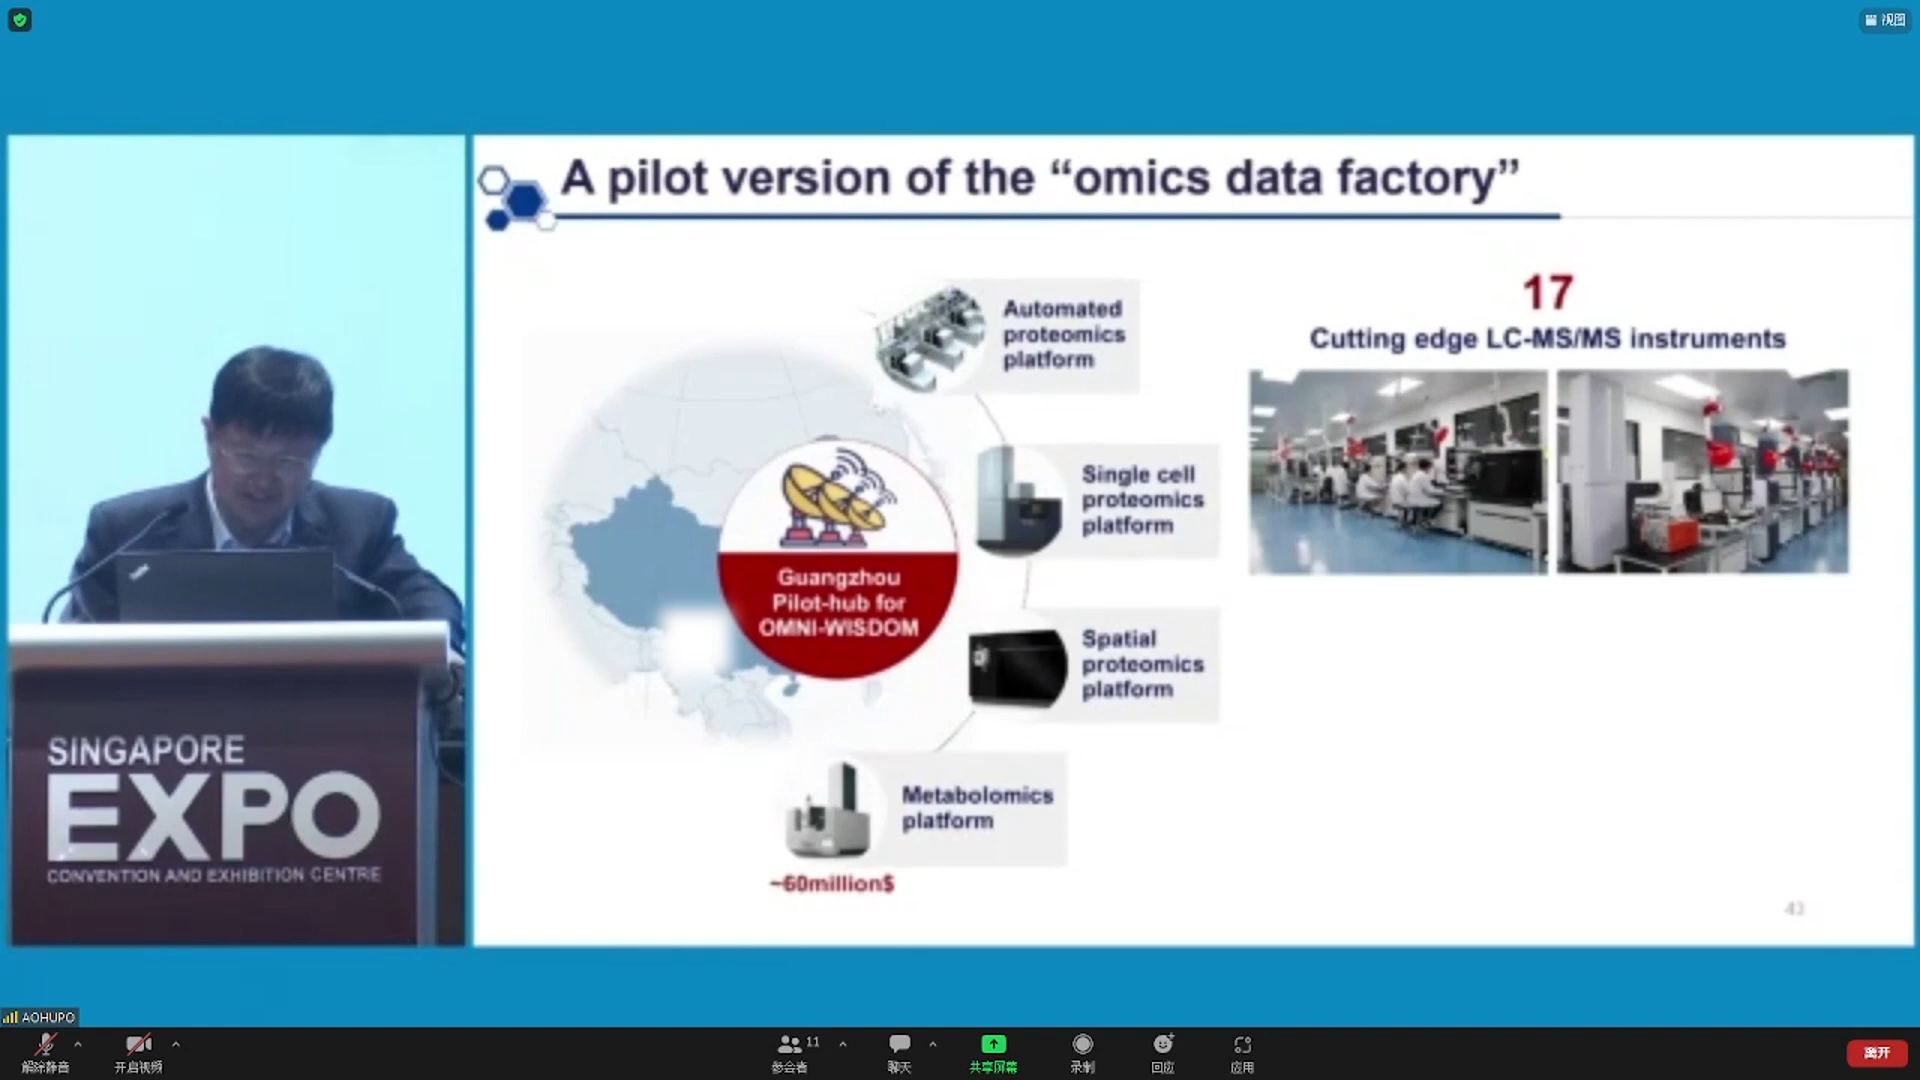 视图
A pilot version of the “omics data factory”
Automated
proteomics
platform
17
Cutting edge LC-MS/MS instruments
Single cell
proteomics
platform
Guangzhou
Pilot-hub for
OMNI-WISDOM
Spatial
proteomics
platform
Metabolomics
platform
~60million$
43
SINGAPORE
EXPO
CONVENTION AND EXHIBITION CENTRE
AOHUPO
解除静音
开启视频
11
参会者
聊天
共享屏幕
录制
回应
应用
离开